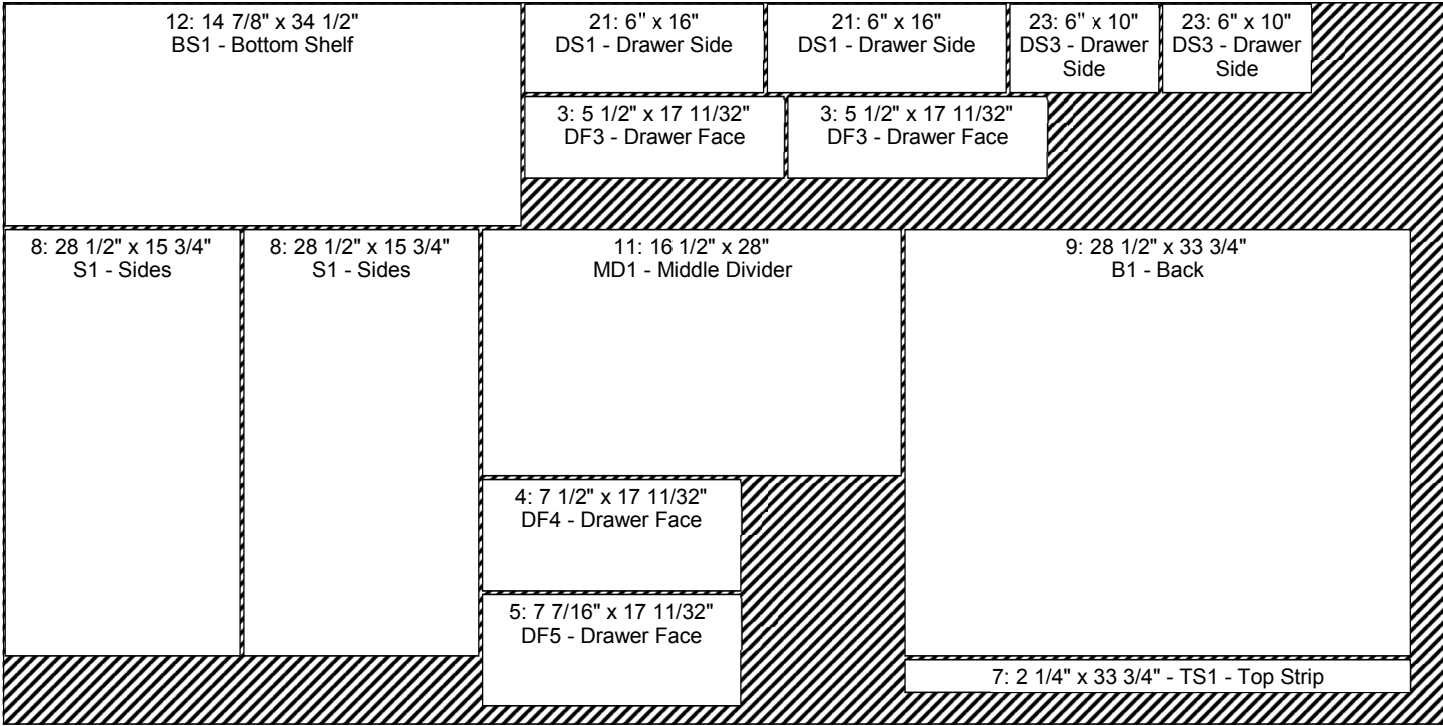 12: 14 7/8" x 34 1/2"
BS1 - Bottom Shelf
21: 6" x 16"
DS1 - Drawer Side
21: 6" x 16"
DS1 - Drawer Side
23: 6" x 10"
DS3 - Drawer
Side
23: 6" x 10"
DS3 - Drawer
Side
3: 5 1/2" x 17 11/32"
DF3 - Drawer Face
3: 5 1/2" x 17 11/32"
DF3 - Drawer Face
8: 28 1/2" x 15 3/4"
S1 - Sides
8: 28 1/2" x 15 3/4"
S1 - Sides
11: 16 1/2" x 28"
MD1 - Middle Divider
9: 28 1/2" x 33 3/4"
B1 - Back
4: 7 1/2" x 17 11/32"
DF4 - Drawer Face
5: 7 7/16" x 17 11/32"
DF5 - Drawer Face
7: 2 1/4" x 33 3/4" - TS1 - Top Strip